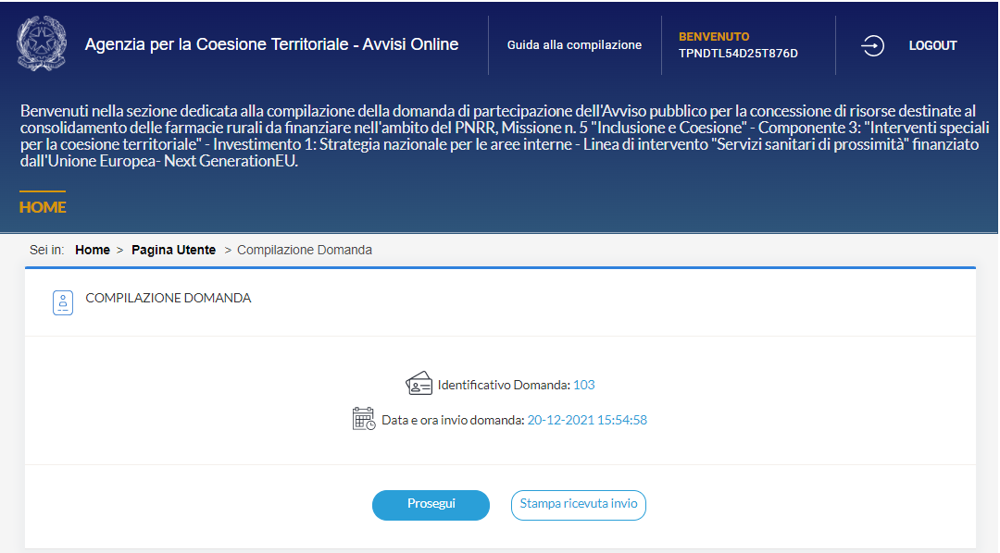 Agenzia per la Coesione Territoriale - Avvisi Online
Guida alla compilazione
BENVENUTO
TPNDTL54D25T876D
LOGOUT
Benvenuti nella sezione dedicata alla compilazione della domanda di partecipazione dell'Avviso pubblico per la concessione di risorse destinate al
consolidamento delle farmacie rurali da finanziare nell'ambito del PNRR, Missione n. 5 "Inclusione e Coesione" - Componente 3: "Interventi speciali
per la coesione territoriale" - Investimento 1: Strategia nazionale per le aree interne - Linea di intervento "Servizi sanitari di prossimità" finanziato
dall'Unione Europea- Next GenerationEU.
HOME
Sei in: Home > Pagina Utente > Compilazione Domanda
COMPILAZIONE DOMANDA
Identificativo Domanda: 103
Data e ora invio domanda: 20-12-2021 15:54:58
Prosegui
Stampa ricevuta invio